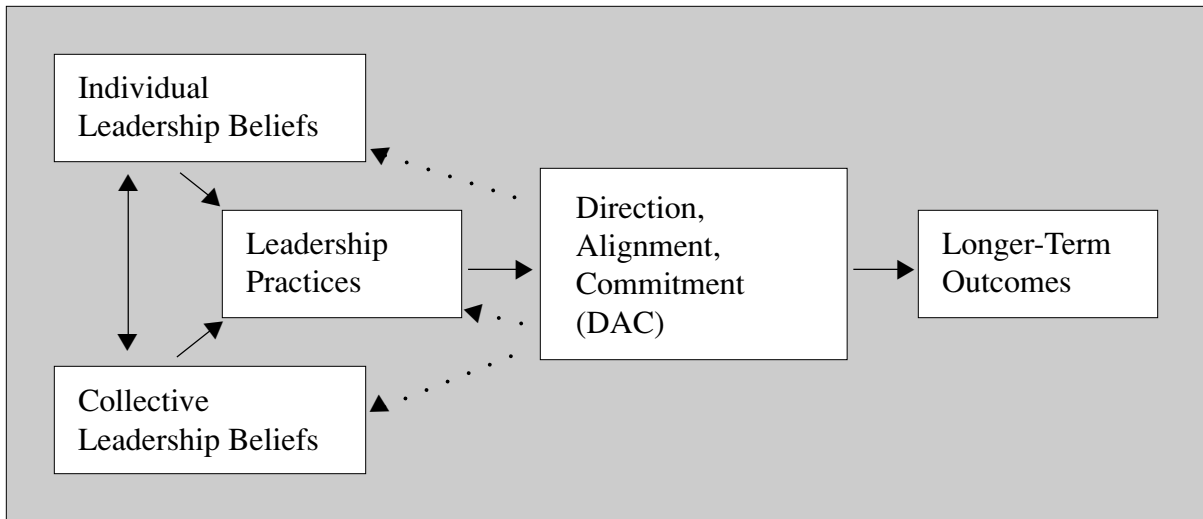 Individual
Leadership Beliefs
Leadership
Practices
Collective
Leadership Beliefs
Direction,
Alignment,
Commitment
(DAC)
Longer-Term
Outcomes